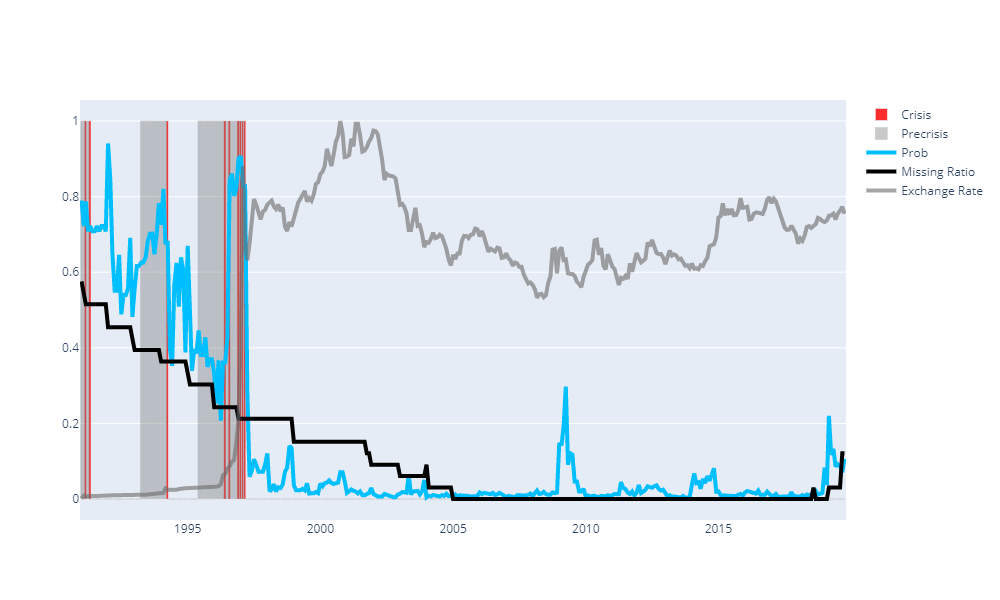 1
0.8
0.6
0.4
0.2
0
1995
2000
2005
2010
2015
Crisis
Precrisis
Prob
Missing Ratio
Exchange Rate